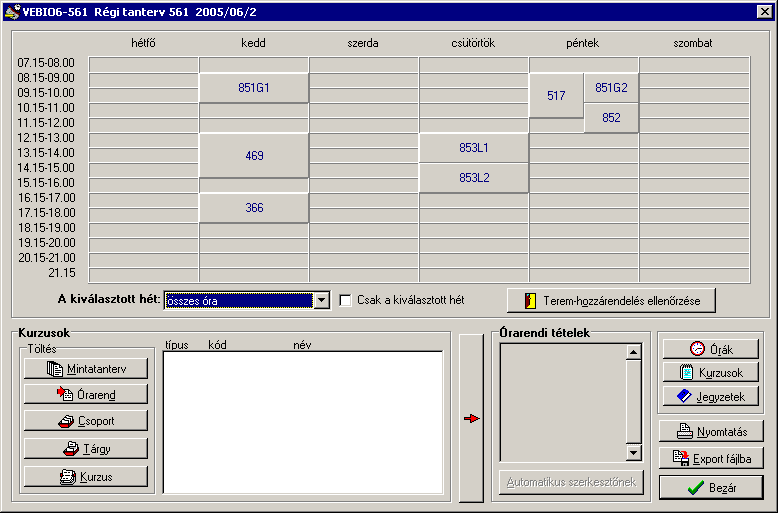 VEBIO6-561 Régi tanterv 561 2005/06/2
hétfő kedd szerda csütörtök péntek szombat
07.15-08.00
08.15-09.00
09.15-10.00
10.15-11.00
11.15-12.00
12.15-13.00
13.15-14.00
14.15-15.00
15.15-16.00
16.15-17.00
17.15-18.00
18.15-19.00
19.15-20.00
20.15-21.00
21.15
851G1
469
366
853L1
853L2
517
851G2
852
A kiválasztott hét: összes óra Csak a kiválasztott hét Terem-hozzárendelés ellenőrzése
Kurzusok
Töltés
Mintatanterv
Órarend
Csoport
Tárgy
Kurzus
típus kód név
Órarendi tételek
Automatikus szerkesztőnek
Órák
Kurzusok
Jegyzetek
Nyomtatás
Export fájlba
Bezár